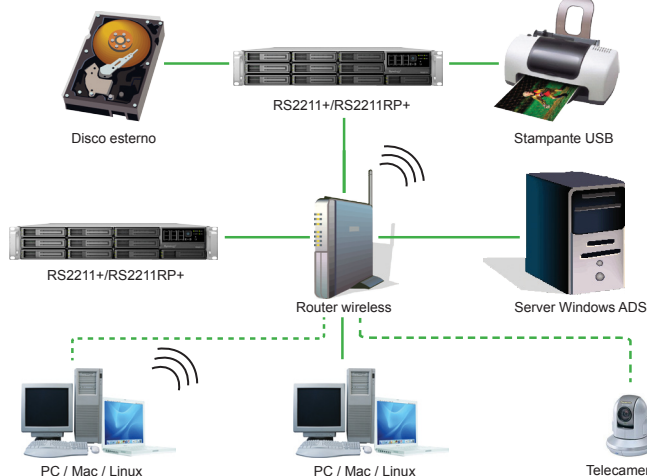 RS2211+/RS2211RP+
Disco esterno
Stampante USB
RS2211+/RS2211RP+
Router wireless
Server Windows ADS
PC / Mac / Linux
PC / Mac / Linux